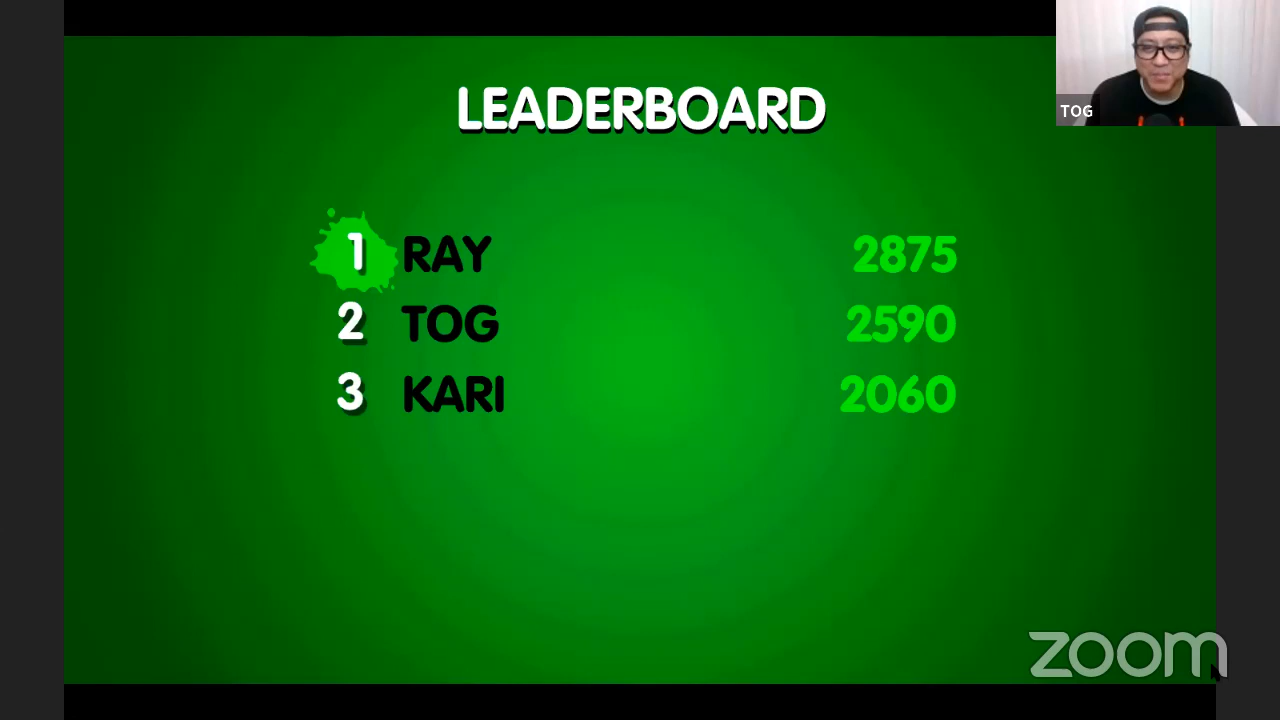 LEADERBOARD
1 RAY 2875
2 TOG 2590
3 KARI 2060
TOG
zoom